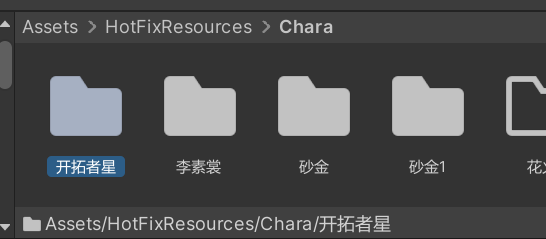 Assets > HotFixResources > Chara
开拓者星 李素裳 砂金 砂金1 花
Assets/HotFixResources/Chara/开拓者星